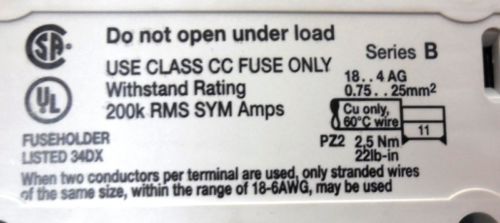 Do not open under load
SA
Series B
USE CLASS CC FUSE ONLY
18. . 4 AG
UL
Withstand Rating
0.75. . 25mm²
200k RMS SYM Amps
Cu only,
60°C wire
11
FUSEHOLDER
PZ2 2,5 Nm
LISTED 34DX
22lb-in
When two conductors per terminal are used, only stranded wires
of the same size, within the range of 18-6AWG, may be used